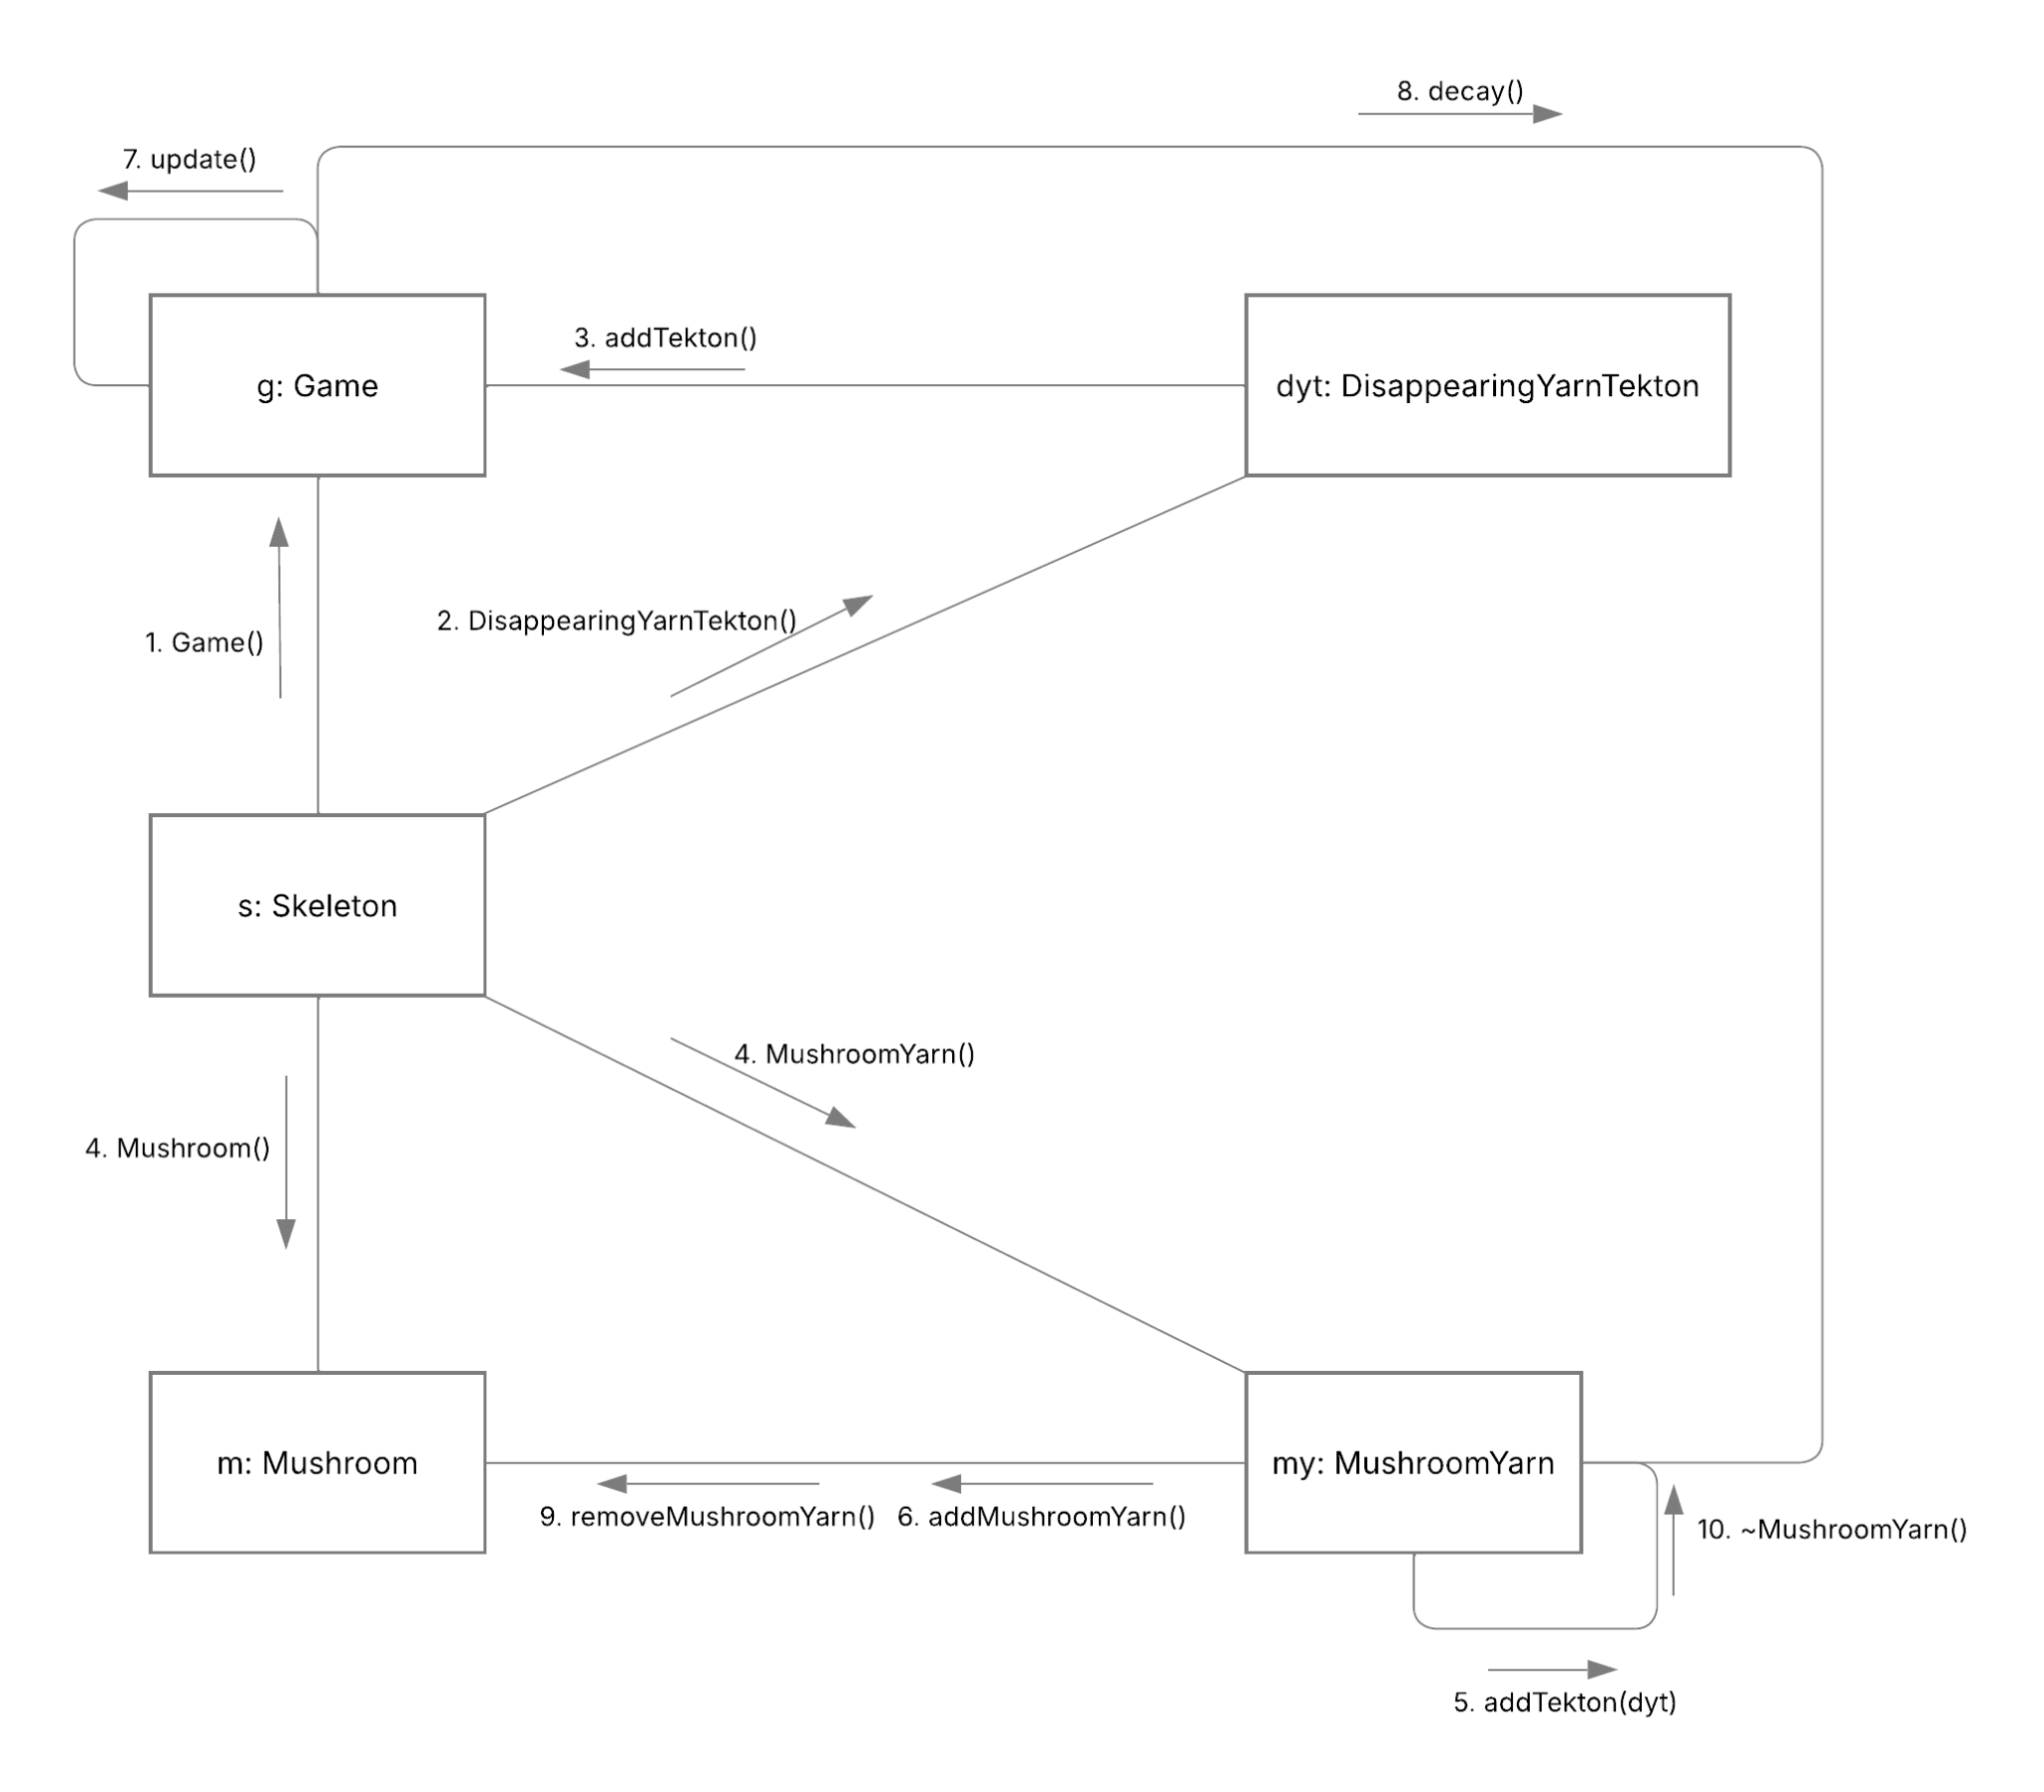 8. decay()
7. update()
3. addTekton()
g: Game
dyt: DisappearingYarnTekton
2. DisappearingYarnTekton()
1. Game()
s: Skeleton
4. MushroomYarn()
4. Mushroom()
m: Mushroom
my: MushroomYarn
9. removeMushroomYarn()
6. addMushroomYarn()
10. ~MushroomYarn()
5. addTekton(dyt)